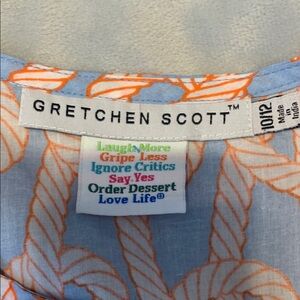 GRETCHEN SCOTT™
10/12
Made
in
India
Laugh More
Gripe Less
Ignore Critics
Say Yes
Order Dessert
Love Life®